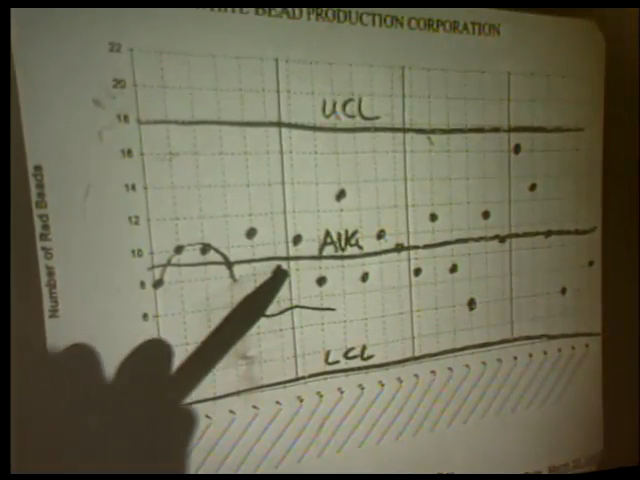 WHITE BEAD PRODUCTION CORPORATION
22
20
18
16
14
12
10
8
6
Number of Red Beads
UCL
AVG
LCL